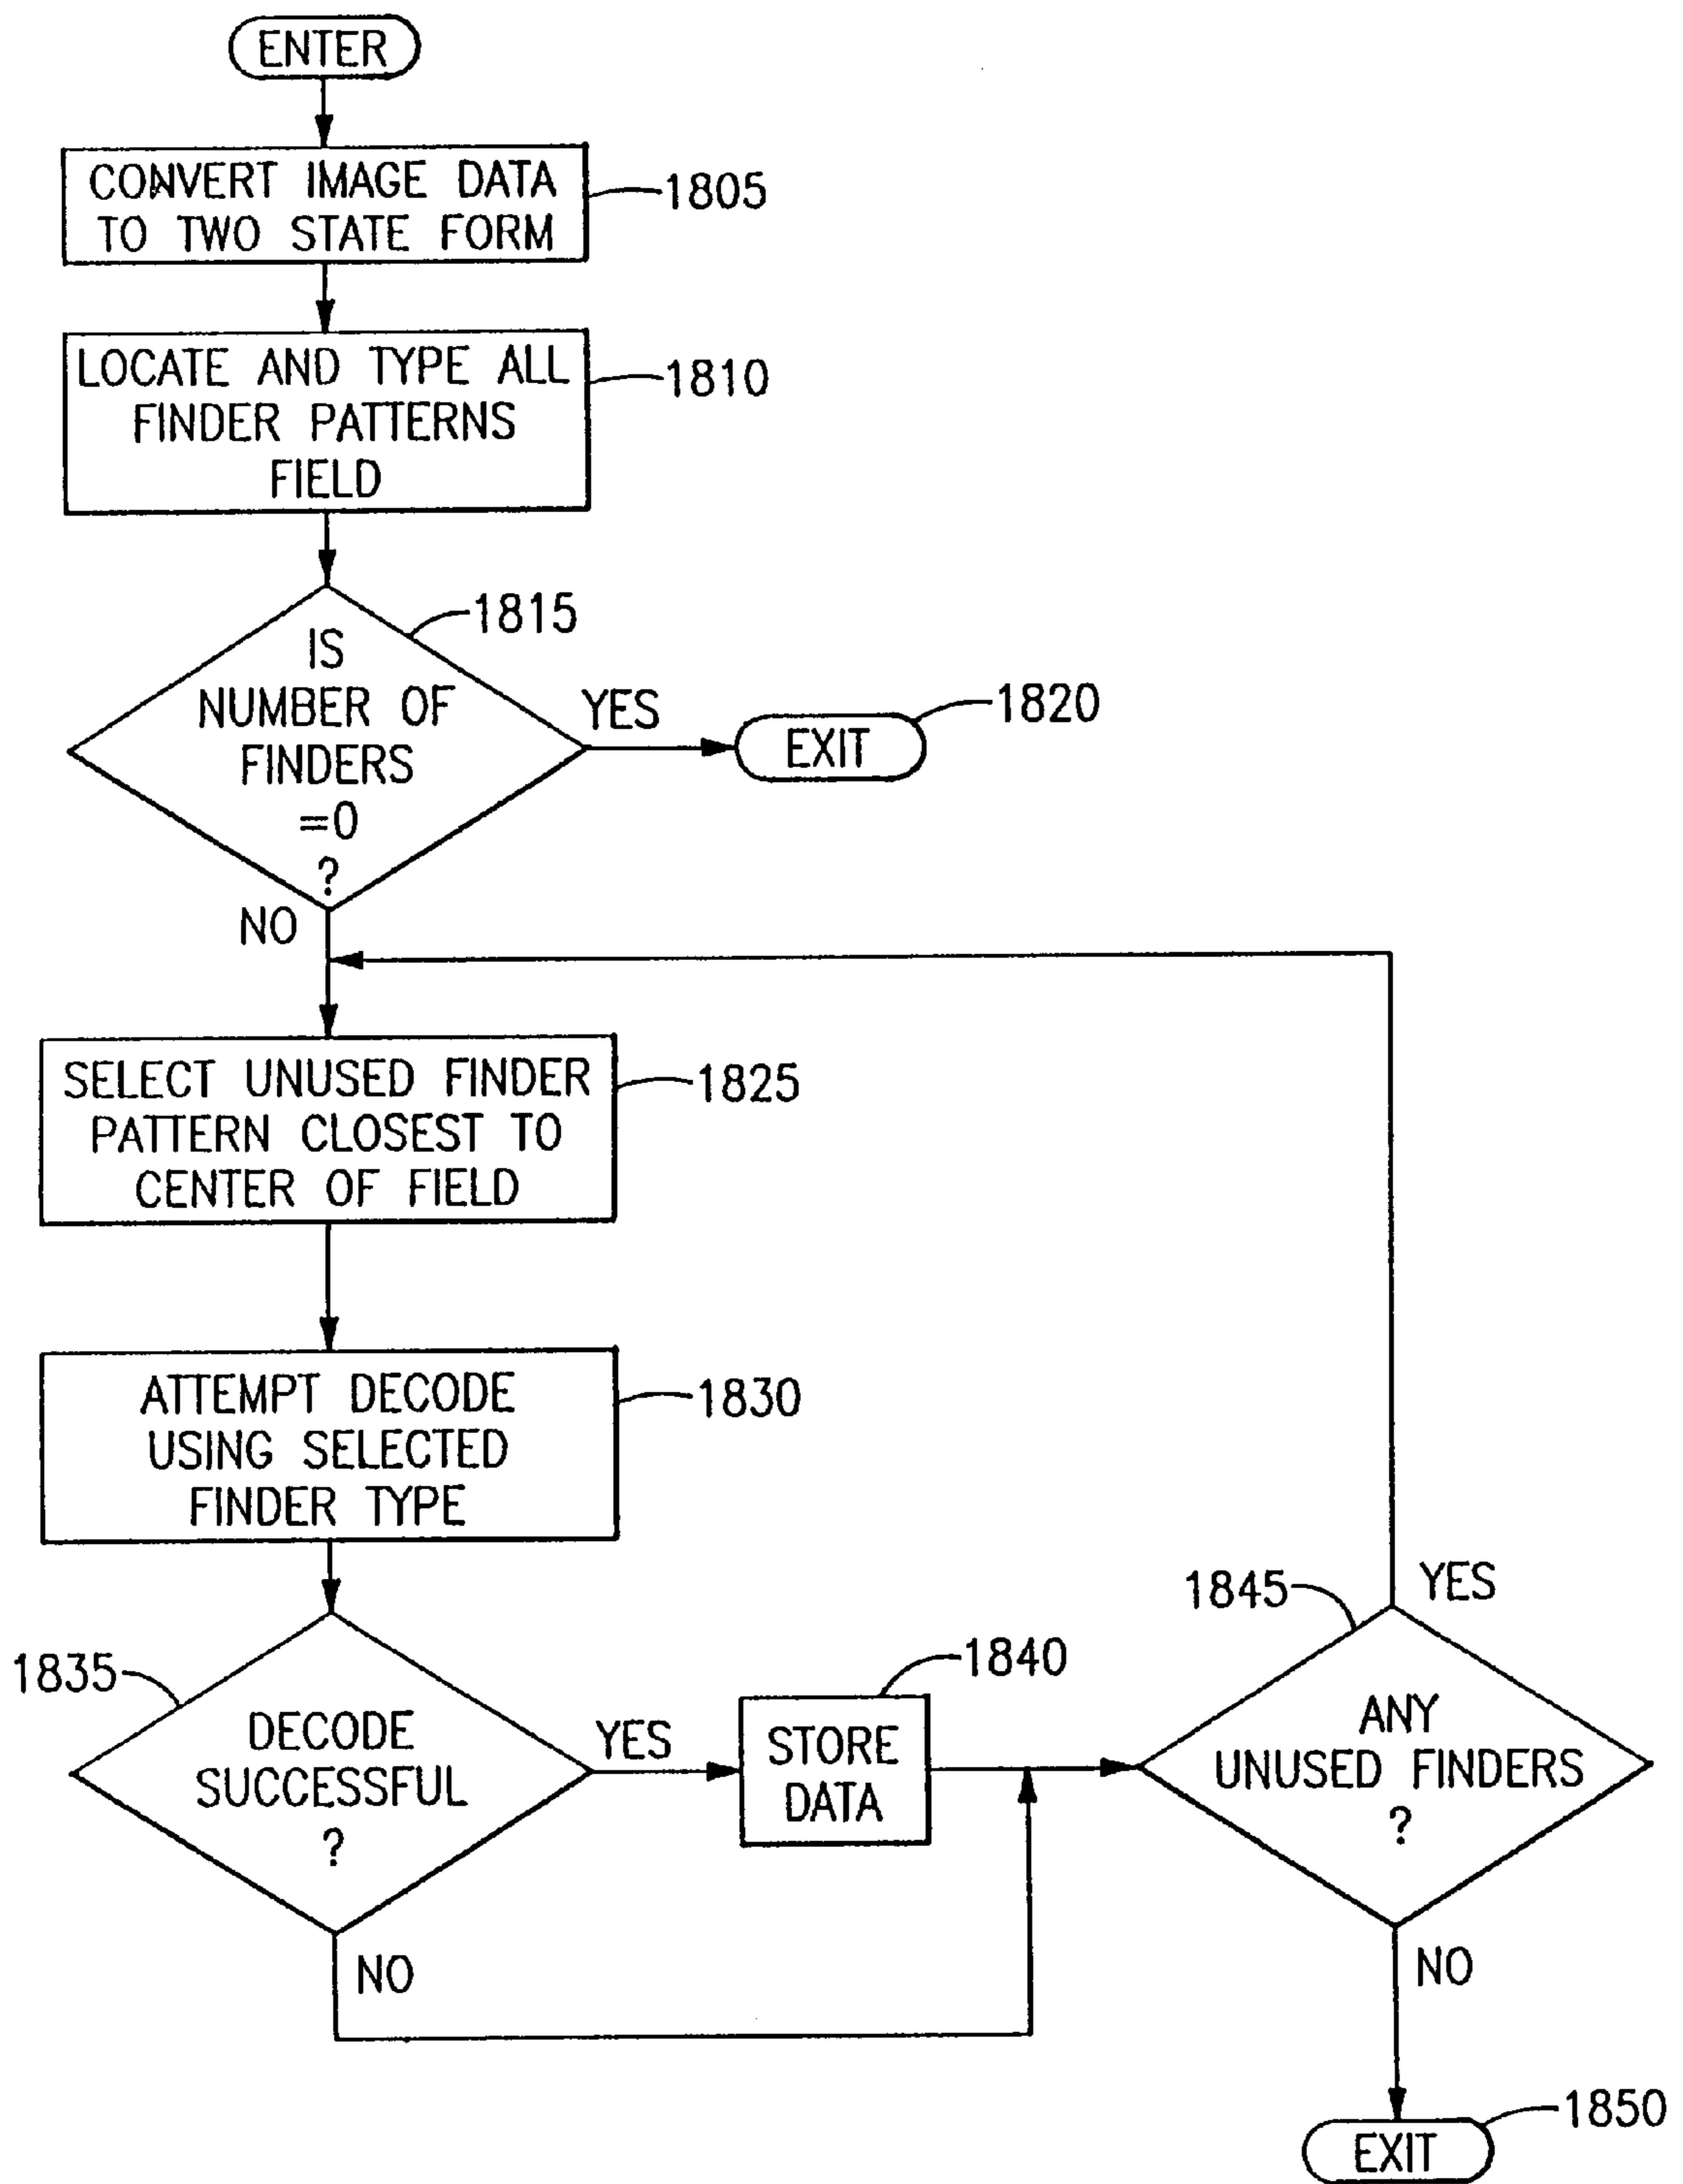 ENTER
CONVERT IMAGE DATA
TO TWO STATE FORM
1805
LOCATE AND TYPE ALL
FINDER PATTERNS
FIELD
1810
IS
NUMBER OF
FINDERS
=0
?
1815
YES
EXIT
1820
NO
SELECT UNUSED FINDER
PATTERN CLOSEST TO
CENTER OF FIELD
1825
ATTEMPT DECODE
USING SELECTED
FINDER TYPE
1830
1835
DECODE
SUCCESSFUL
?
YES
NO
1840
STORE
DATA
1845
YES
ANY
UNUSED FINDERS
?
NO
1850
EXIT